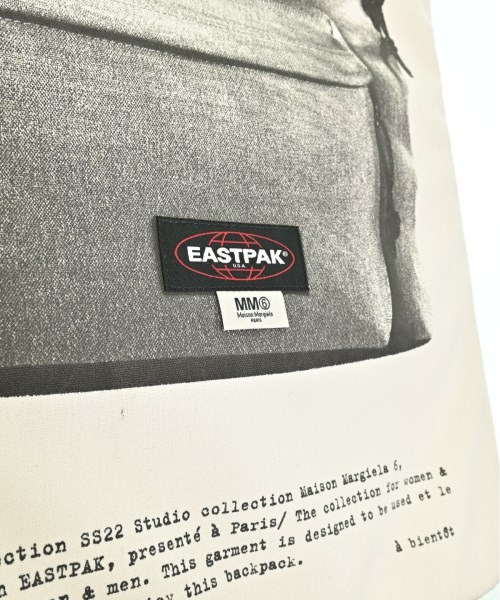 EASTPAK®
U.S.A.
MM⑥
Maison Margiela
PARIS
ction SS22 Studio collection Maison Margiela 6,
EASTPAK, presenté à Paris/ The collection for women &
& men. This garment is designed to be used et le
this backpack.
à bientôt